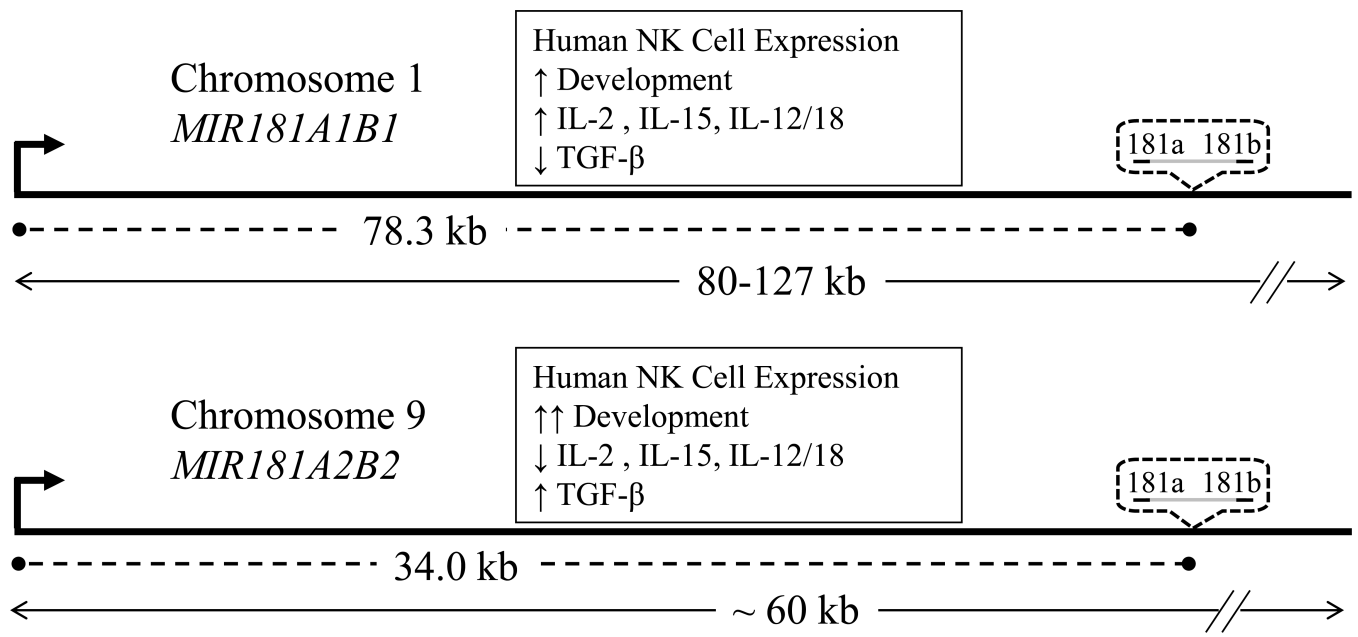 Chromosome 1
MIR181A1B1
Human NK Cell Expression
↑ Development
↑ IL-2 , IL-15, IL-12/18
↓ TGF-β
181a 181b
78.3 kb
80-127 kb
Chromosome 9
MIR181A2B2
Human NK Cell Expression
↑↑ Development
↓ IL-2 , IL-15, IL-12/18
↑ TGF-β
181a 181b
34.0 kb
~ 60 kb